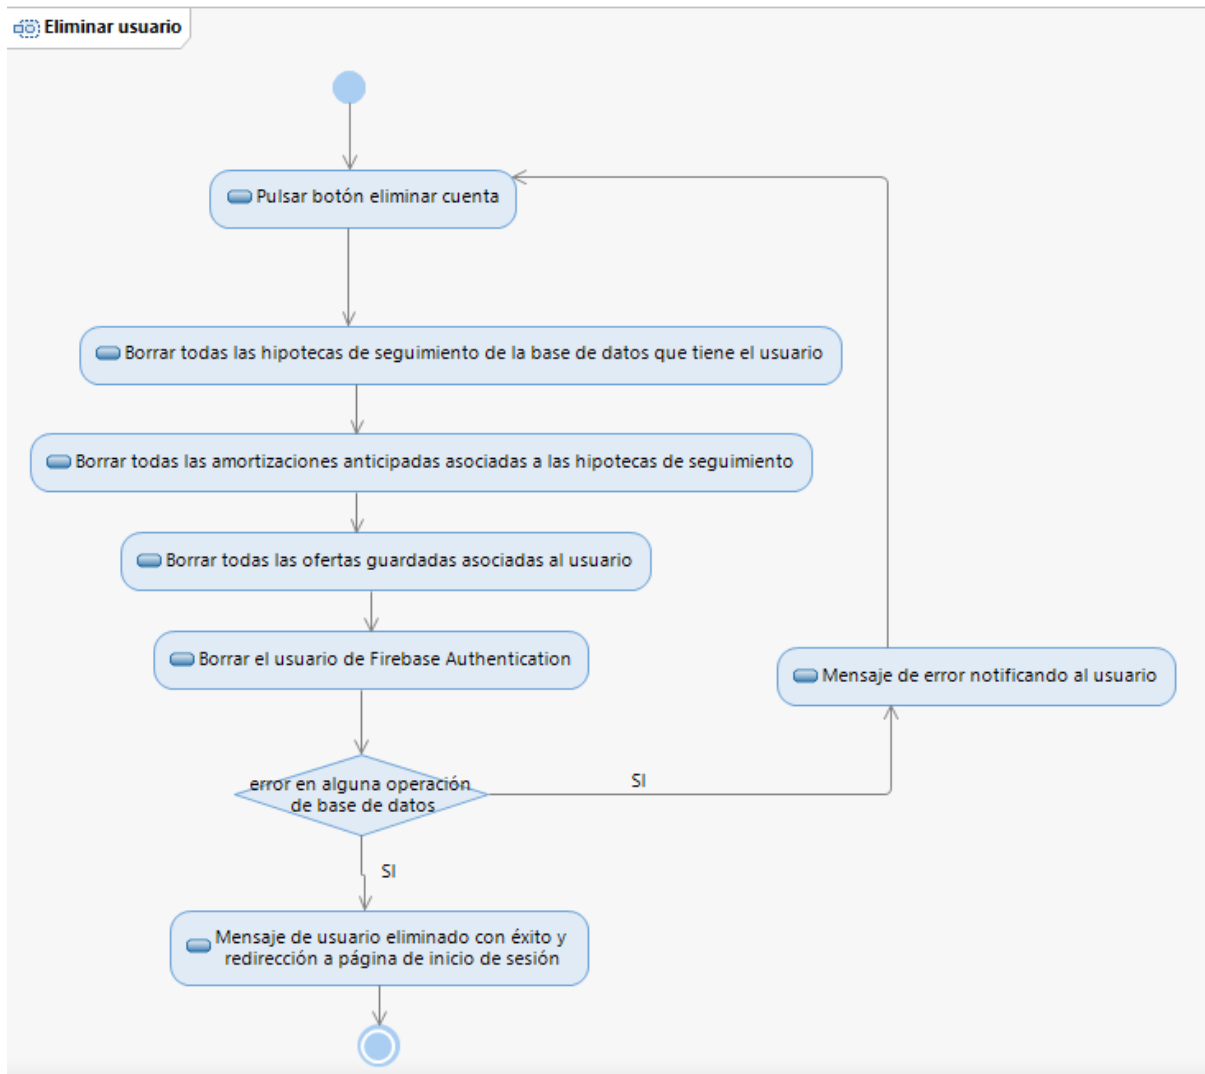 Eliminar usuario
Pulsar botón eliminar cuenta
Borrar todas las hipotecas de seguimiento de la base de datos que tiene el usuario
Borrar todas las amortizaciones anticipadas asociadas a las hipotecas de seguimiento
Borrar todas las ofertas guardadas asociadas al usuario
Borrar el usuario de Firebase Authentication
Mensaje de error notificando al usuario
error en alguna operación
de base de datos
SI
SI
Mensaje de usuario eliminado con éxito y
redirección a página de inicio de sesión